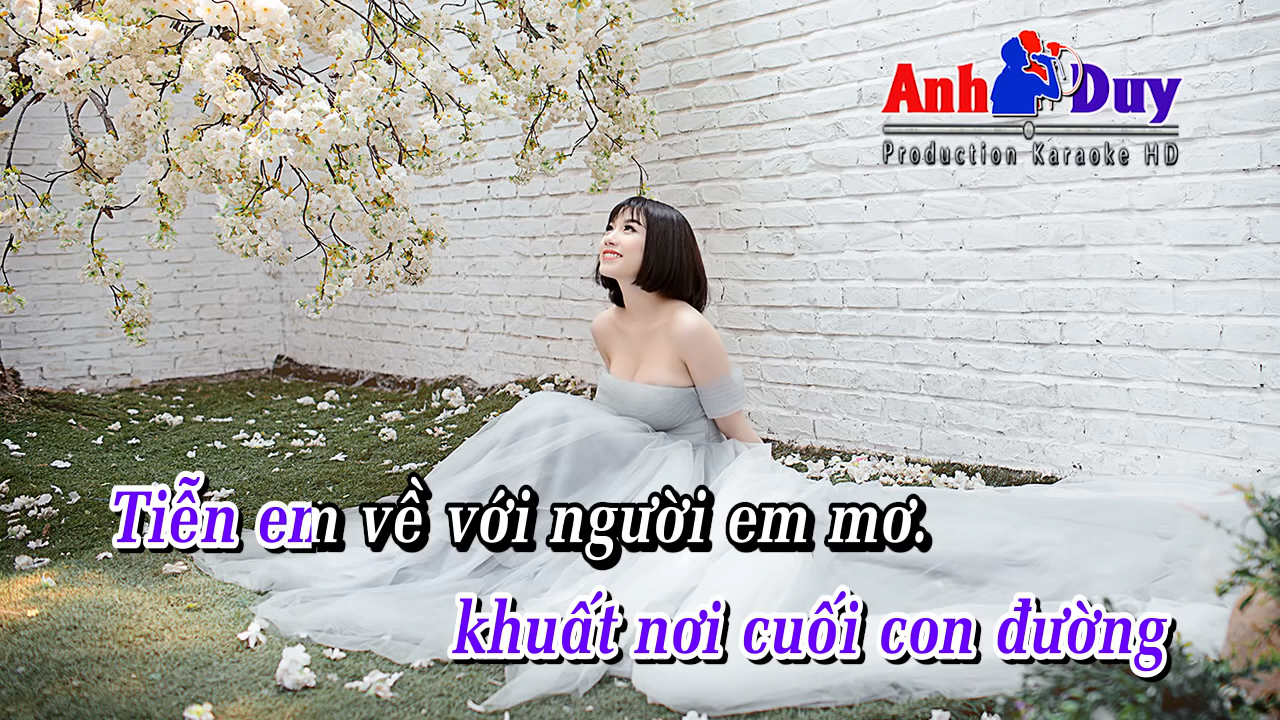 Anh Duy
Production Karaoke HD
Tiễn em về với người em mơ.
khuất nơi cuối con đường